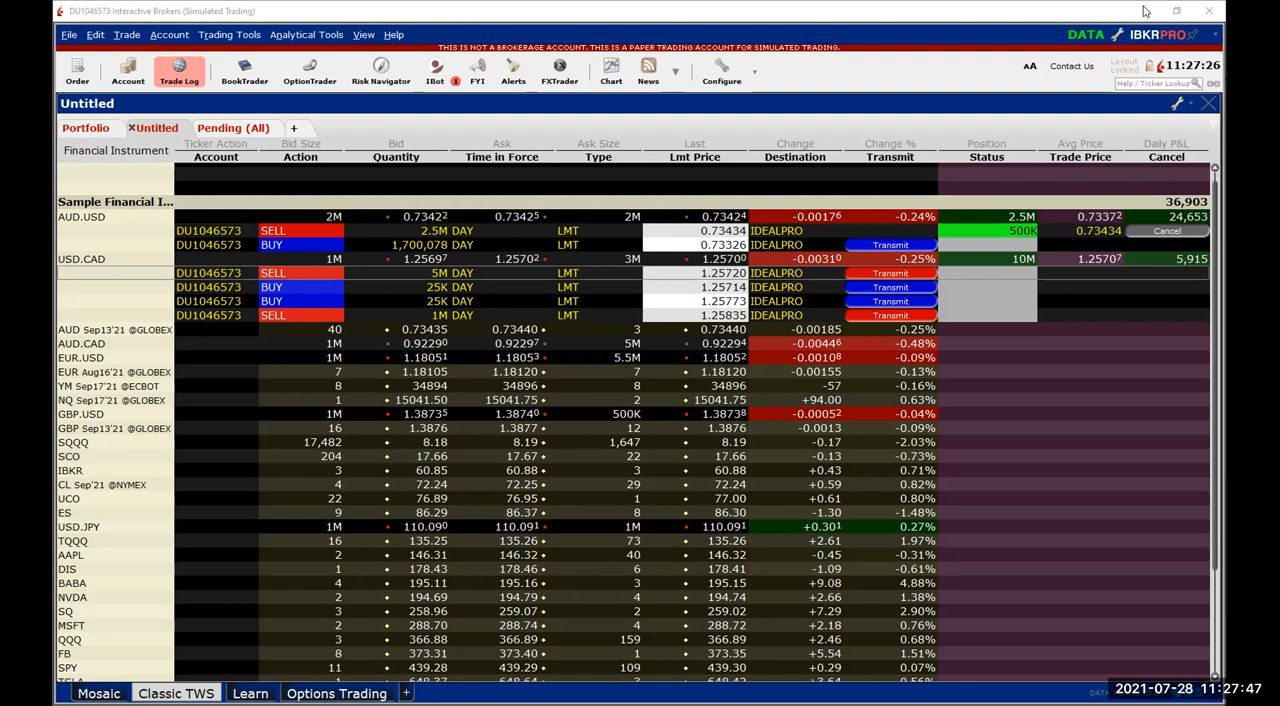 DU1046573 Interactive Brokers (Simulated Trading)
File Edit Trade Account Trading Tools Analytical Tools View Help DATA IBKRPRO
THIS IS NOT A BROKERAGE ACCOUNT. THIS IS A PAPER TRADING ACCOUNT FOR SIMULATED TRADING.
Order Account Trade Log BookTrader OptionTrader Risk Navigator IBot 1 FYI Alerts FXTrader Chart News Configure AA Contact Us Layout Locked 11:27:26
Help / Ticker Lookup
Untitled
Portfolio Untitled Pending (All) +
Ticker Action Bid Size Bid Ask Ask Size Last Change Change % Position Avg Price Daily P&L
Financial Instrument Account Action Quantity Time in Force Type Lmt Price Destination Transmit Status Trade Price Cancel
Sample Financial I... 36,903
AUD.USD 2M 0.73422 0.73425 2M 0.73424 -0.00176 -0.24% 2.5M 0.73372 24,653
DU1046573 SELL 2.5M DAY LMT 0.73434 IDEALPRO 500K 0.73434 Cancel
DU1046573 BUY 1,700,078 DAY LMT 0.73326 IDEALPRO Transmit
USD.CAD 1M 1.25697 1.25702 3M 1.25700 -0.00310 -0.25% 10M 1.25707 5,915
DU1046573 SELL 5M DAY LMT 1.25720 IDEALPRO Transmit
DU1046573 BUY 25K DAY LMT 1.25714 IDEALPRO Transmit
DU1046573 BUY 25K DAY LMT 1.25773 IDEALPRO Transmit
DU1046573 SELL 1M DAY LMT 1.25835 IDEALPRO Transmit
AUD Sep13'21 @GLOBEX 40 0.73435 0.73440 3 0.73440 -0.00185 -0.25%
AUD.CAD 1M 0.92290 0.92297 5M 0.92294 -0.00446 -0.48%
EUR.USD 1M 1.18051 1.18053 5.5M 1.18052 -0.00108 -0.09%
EUR Aug16'21 @GLOBEX 7 1.18105 1.18120 7 1.18120 -0.00155 -0.13%
YM Sep17'21 @ECBOT 8 34894 34896 8 34896 -57 -0.16%
NQ Sep17'21 @GLOBEX 1 15041.50 15041.75 2 15041.75 +94.00 0.63%
GBP.USD 1M 1.38735 1.38740 500K 1.38738 -0.00052 -0.04%
GBP Sep13'21 @GLOBEX 16 1.3876 1.3877 12 1.3876 -0.0013 -0.09%
SQQQ 17,482 8.18 8.19 1,647 8.19 -0.17 -2.03%
SCO 204 17.66 17.67 22 17.66 -0.13 -0.73%
IBKR 3 60.85 60.88 3 60.88 +0.43 0.71%
CL Sep'21 @NYMEX 4 72.24 72.25 29 72.24 +0.59 0.82%
UCO 22 76.89 76.95 1 77.00 +0.61 0.80%
ES 9 86.29 86.37 8 86.30 -1.30 -1.48%
USD.JPY 1M 110.090 110.091 1M 110.091 +0.301 0.27%
TQQQ 16 135.25 135.26 73 135.26 +2.61 1.97%
AAPL 2 146.31 146.32 40 146.32 -0.45 -0.31%
DIS 1 178.43 178.46 6 178.41 -1.09 -0.61%
BABA 4 195.11 195.16 3 195.15 +9.08 4.88%
NVDA 2 194.69 194.79 4 194.74 +2.66 1.38%
SQ 3 258.96 259.07 2 259.02 +7.29 2.90%
MSFT 2 288.70 288.74 4 288.72 +2.18 0.76%
QQQ 3 366.88 366.89 159 366.89 +2.46 0.68%
FB 8 373.31 373.40 1 373.35 +5.54 1.51%
SPY 11 439.28 439.29 109 439.30 +0.29 0.07%
Mosaic Classic TWS Learn Options Trading + 2021-07-28 11:27:47